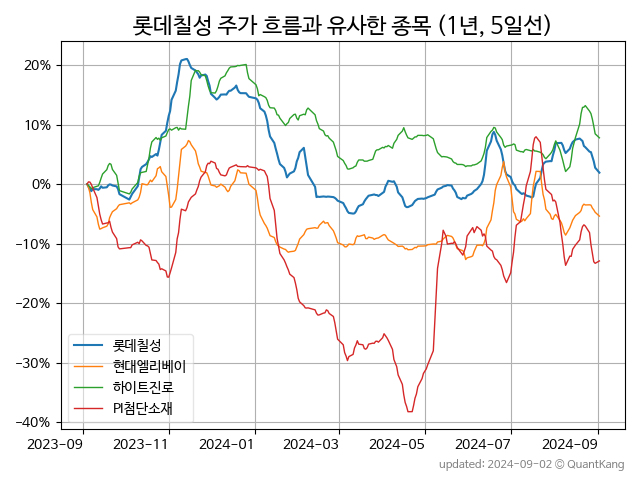 롯데칠성 주가 흐름과 유사한 종목 (1년, 5일선)
20%
10%
0%
−10%
−20%
−30%
−40%
롯데칠성
현대엘리베이
하이트진로
PI첨단소재
2023-09
2023-11
2024-01
2024-03
2024-05
2024-07
2024-09
updated: 2024-09-02 © QuantKang